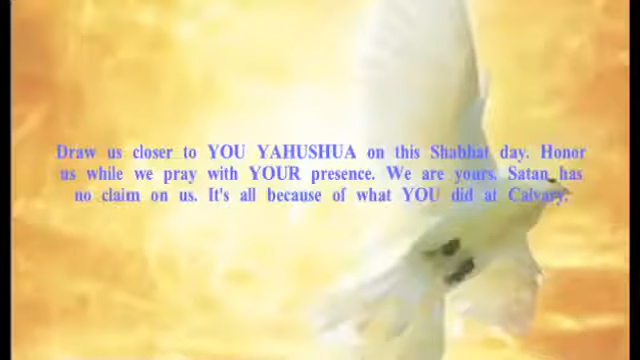 Draw us closer to YOU YAHUSHUA on this Shabbat day. Honor
us while we pray with YOUR presence. We are yours. Satan has
no claim on us. It's all because of what YOU did at Calvary.